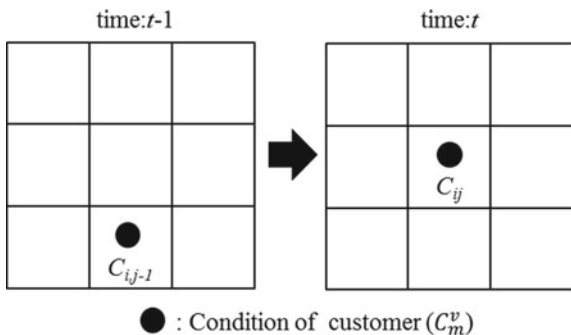 time:t-1 time:t
C_{ij}
C_{i,j-1}
● : Condition of customer (C_m^v)